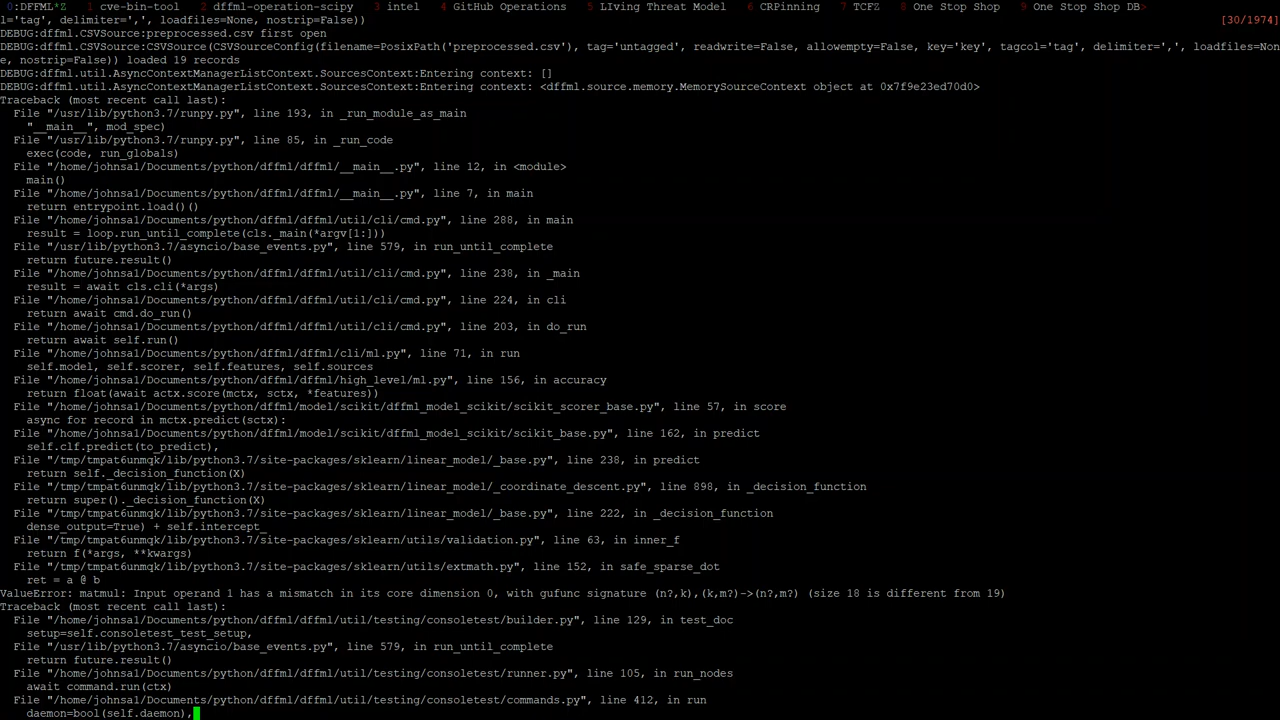 0:DFFML*Z  1 cve-bin-tool  2 dffml-operation-scipy  3 intel  4 GitHub Operations  5 LIving Threat Model  6 CRPinning  7 TCFZ  8 One Stop Shop  9 One Stop Shop DB>
l='tag', delimiter=',', loadfiles=None, nostrip=False)) [30/1974]
DEBUG:dffml.CSVSource:preprocessed.csv first open
DEBUG:dffml.CSVSource:CSVSource(CSVSourceConfig(filename=PosixPath('preprocessed.csv'), tag='untagged', readwrite=False, allowempty=False, key='key', tagcol='tag', delimiter=',', loadfiles=Non
e, nostrip=False)) loaded 19 records
DEBUG:dffml.util.AsyncContextManagerListContext.SourcesContext:Entering context: []
DEBUG:dffml.util.AsyncContextManagerListContext.SourcesContext:Entering context: <dffml.source.memory.MemorySourceContext object at 0x7f9e23ed70d0>
Traceback (most recent call last):
  File "/usr/lib/python3.7/runpy.py", line 193, in _run_module_as_main
    "__main__", mod_spec)
  File "/usr/lib/python3.7/runpy.py", line 85, in _run_code
    exec(code, run_globals)
  File "/home/johnsa1/Documents/python/dffml/dffml/__main__.py", line 12, in <module>
    main()
  File "/home/johnsa1/Documents/python/dffml/dffml/__main__.py", line 7, in main
    return entrypoint.load()()
  File "/home/johnsa1/Documents/python/dffml/dffml/util/cli/cmd.py", line 288, in main
    result = loop.run_until_complete(cls._main(*argv[1:]))
  File "/usr/lib/python3.7/asyncio/base_events.py", line 579, in run_until_complete
    return future.result()
  File "/home/johnsa1/Documents/python/dffml/dffml/util/cli/cmd.py", line 238, in _main
    result = await cls.cli(*args)
  File "/home/johnsa1/Documents/python/dffml/dffml/util/cli/cmd.py", line 224, in cli
    return await cmd.do_run()
  File "/home/johnsa1/Documents/python/dffml/dffml/util/cli/cmd.py", line 203, in do_run
    return await self.run()
  File "/home/johnsa1/Documents/python/dffml/dffml/cli/ml.py", line 71, in run
    self.model, self.scorer, self.features, self.sources
  File "/home/johnsa1/Documents/python/dffml/dffml/high_level/ml.py", line 156, in accuracy
    return float(await actx.score(mctx, sctx, *features))
  File "/home/johnsa1/Documents/python/dffml/model/scikit/dffml_model_scikit/scikit_scorer_base.py", line 57, in score
    async for record in mctx.predict(sctx):
  File "/home/johnsa1/Documents/python/dffml/model/scikit/dffml_model_scikit/scikit_base.py", line 162, in predict
    self.clf.predict(to_predict),
  File "/tmp/tmpat6unmqk/lib/python3.7/site-packages/sklearn/linear_model/_base.py", line 238, in predict
    return self._decision_function(X)
  File "/tmp/tmpat6unmqk/lib/python3.7/site-packages/sklearn/linear_model/_coordinate_descent.py", line 898, in _decision_function
    return super()._decision_function(X)
  File "/tmp/tmpat6unmqk/lib/python3.7/site-packages/sklearn/linear_model/_base.py", line 222, in _decision_function
    dense_output=True) + self.intercept_
  File "/tmp/tmpat6unmqk/lib/python3.7/site-packages/sklearn/utils/validation.py", line 63, in inner_f
    return f(*args, **kwargs)
  File "/tmp/tmpat6unmqk/lib/python3.7/site-packages/sklearn/utils/extmath.py", line 152, in safe_sparse_dot
    ret = a @ b
ValueError: matmul: Input operand 1 has a mismatch in its core dimension 0, with gufunc signature (n?,k),(k,m?)->(n?,m?) (size 18 is different from 19)
Traceback (most recent call last):
  File "/home/johnsa1/Documents/python/dffml/dffml/util/testing/consoletest/builder.py", line 129, in test_doc
    setup=self.consoletest_test_setup,
  File "/usr/lib/python3.7/asyncio/base_events.py", line 579, in run_until_complete
    return future.result()
  File "/home/johnsa1/Documents/python/dffml/dffml/util/testing/consoletest/runner.py", line 105, in run_nodes
    await command.run(ctx)
  File "/home/johnsa1/Documents/python/dffml/dffml/util/testing/consoletest/commands.py", line 412, in run
    daemon=bool(self.daemon),